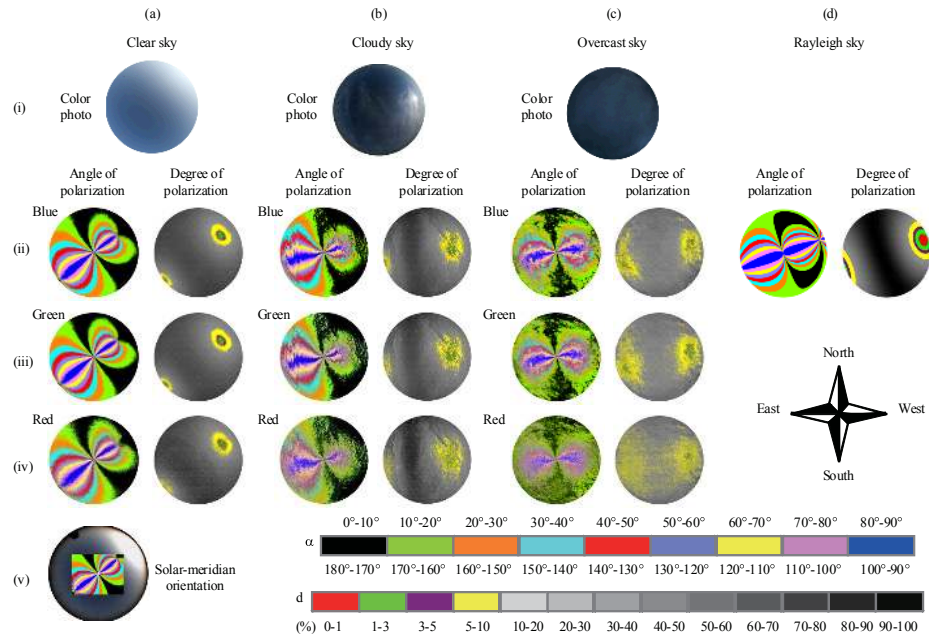 (a) (b) (c) (d)
Clear sky Cloudy sky Overcast sky Rayleigh sky
(i) Color photo Color photo Color photo
Angle of polarization Degree of polarization Angle of polarization Degree of polarization Angle of polarization Degree of polarization Angle of polarization Degree of polarization
(ii) Blue Blue Blue
(iii) Green Green Green
North
East West
South
(iv) Red Red Red
0°-10° 10°-20° 20°-30° 30°-40° 40°-50° 50°-60° 60°-70° 70°-80° 80°-90°
α
180°-170° 170°-160° 160°-150° 150°-140° 140°-130° 130°-120° 120°-110° 110°-100° 100°-90°
(v) Solar-meridian orientation
d
(%) 0-1 1-3 3-5 5-10 10-20 20-30 30-40 40-50 50-60 60-70 70-80 80-90 90-100